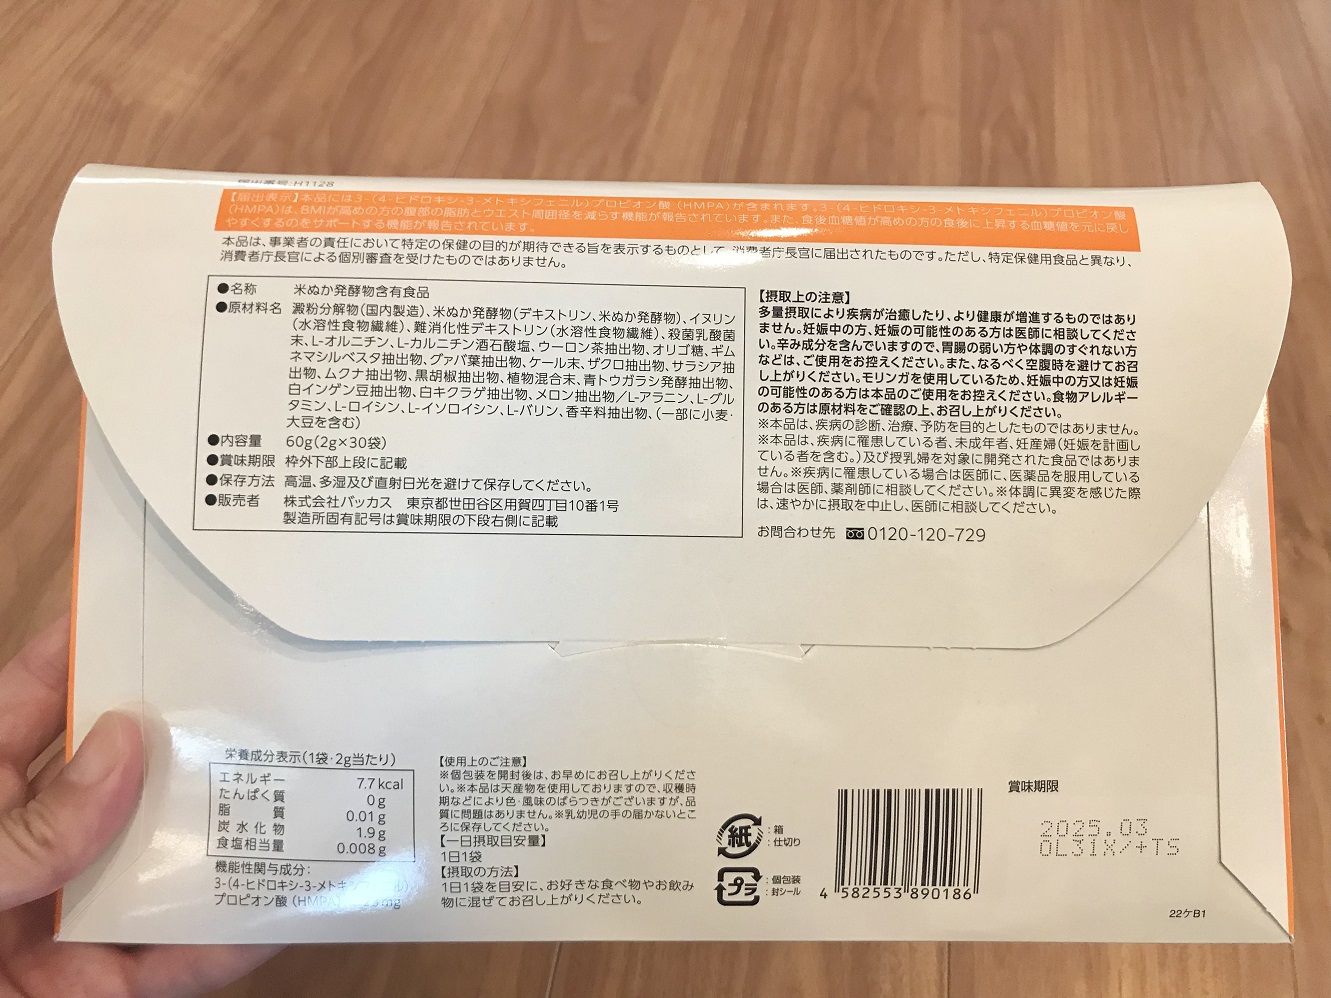 届出番号:H1128
【届出表示】本品には3-(4-ヒドロキシ-3-メトキシフェニル)プロピオン酸(HMPA)が含まれます。3-(4-ヒドロキシ-3-メトキシフェニル)プロピオン酸
(HMPA)は、BMIが高めの方の腹部の脂肪とウエスト周囲径を減らす機能が報告されています。また、食後血糖値が高めの方の食後に上昇する血糖値を元に戻し
やすくするのをサポートする機能が報告されています。
本品は、事業者の責任において特定の保健の目的が期待できる旨を表示するものとして、消費者庁長官に届出されたものです。ただし、特定保健用食品と異なり、
消費者庁長官による個別審査を受けたものではありません。
●名称 米ぬか発酵物含有食品
●原材料名 澱粉分解物(国内製造)、米ぬか発酵物(デキストリン、米ぬか発酵物)、イヌリン
(水溶性食物繊維)、難消化性デキストリン(水溶性食物繊維)、殺菌乳酸菌
末、L-オルニチン、L-カルニチン酒石酸塩、ウーロン茶抽出物、オリゴ糖、ギム
ネマシルベスタ抽出物、グァバ葉抽出物、ケール末、ザクロ抽出物、サラシア抽
出物、ムクナ抽出物、黒胡椒抽出物、植物混合末、青トウガラシ発酵抽出物、
白インゲン豆抽出物、白キクラゲ抽出物、メロン抽出物/L-アラニン、L-グル
タミン、L-ロイシン、L-イソロイシン、L-バリン、香辛料抽出物、(一部に小麦・
大豆を含む)
●内容量 60g(2g×30袋)
●賞味期限 枠外下部上段に記載
●保存方法 高温、多湿及び直射日光を避けて保存してください。
●販売者 株式会社バッカス 東京都世田谷区用賀四丁目10番1号
製造所固有記号は賞味期限の下段右側に記載
【摂取上の注意】
多量摂取により疾病が治癒したり、より健康が増進するものではあり
ません。妊娠中の方、妊娠の可能性のある方は医師に相談してくださ
い。辛み成分を含んでいますので、胃腸の弱い方や体調のすぐれない方
などは、ご使用をお控えください。また、なるべく空腹時を避けてお召
し上がりください。モリンガを使用しているため、妊娠中の方又は妊娠
の可能性のある方は本品のご使用をお控えください。食物アレルギー
のある方は原材料をご確認の上、お召し上がりください。
※本品は、疾病の診断、治療、予防を目的としたものではありません。
※本品は、疾病に罹患している者、未成年者、妊産婦(妊娠を計画し
ている者を含む。)及び授乳婦を対象に開発された食品ではありま
せん。※疾病に罹患している場合は医師に、医薬品を服用している
場合は医師、薬剤師に相談してください。※体調に異変を感じた際
は、速やかに摂取を中止し、医師に相談してください。
お問合わせ先 0120-120-729
栄養成分表示(1袋・2g当たり)
エネルギー 7.7kcal
たんぱく質 0g
脂質 0.01g
炭水化物 1.9g
食塩相当量 0.008g
機能性関与成分:
3-(4-ヒドロキシ-3-メトキシフェニル)
プロピオン酸(HMPA) mg
【使用上のご注意】
※個包装を開封後は、お早めにお召し上がりくださ
い。※本品は天産物を使用しておりますので、収穫時
期などにより色・風味のばらつきがございますが、品
質に問題はありません。※乳幼児の手の届かないとこ
ろに保存してください。
【一日摂取目安量】
1日1袋
【摂取の方法】
1日1袋を目安に、お好きな食べ物やお飲み
物に混ぜてお召し上がりください。
紙 :箱
:仕切り
プラ :個包装
:封シール
4 582553 890186
賞味期限
2025.03
OL31X/+TS
22ケB1